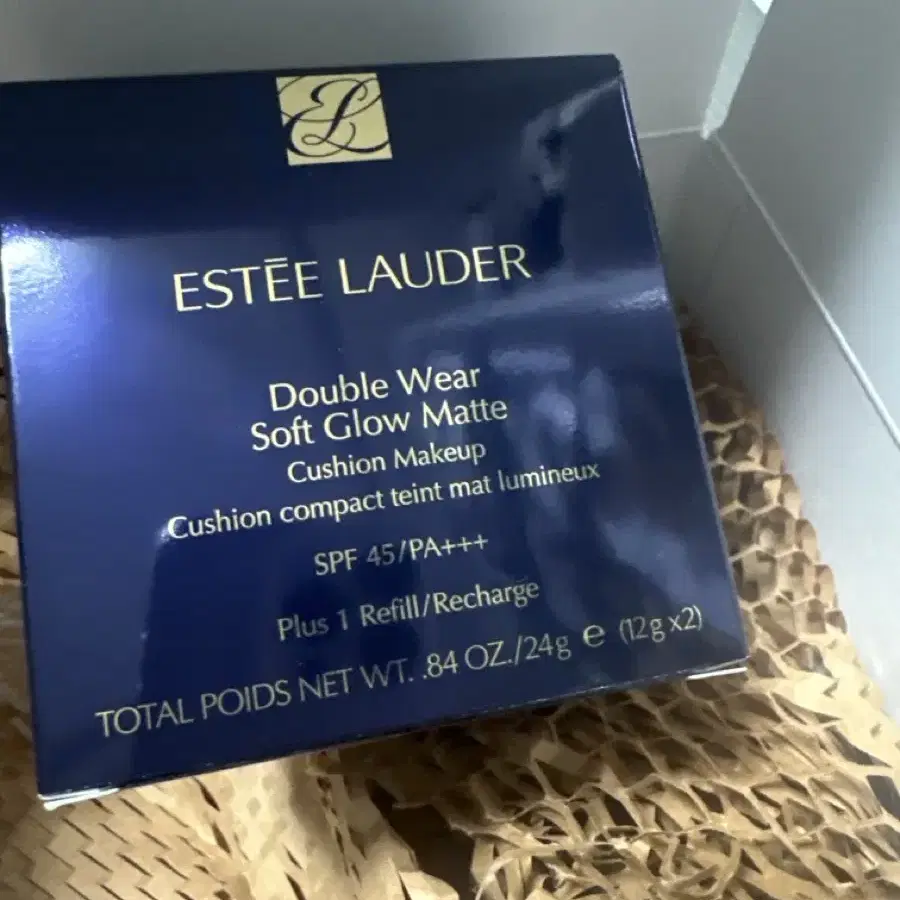 ESTĒE LAUDER
Double Wear
Soft Glow Matte
Cushion Makeup
Cushion compact teint mat lumineux
SPF 45/PA+++
Plus 1 Refill/Recharge
TOTAL POIDS NET WT. .84 OZ./24g e (12g x2)